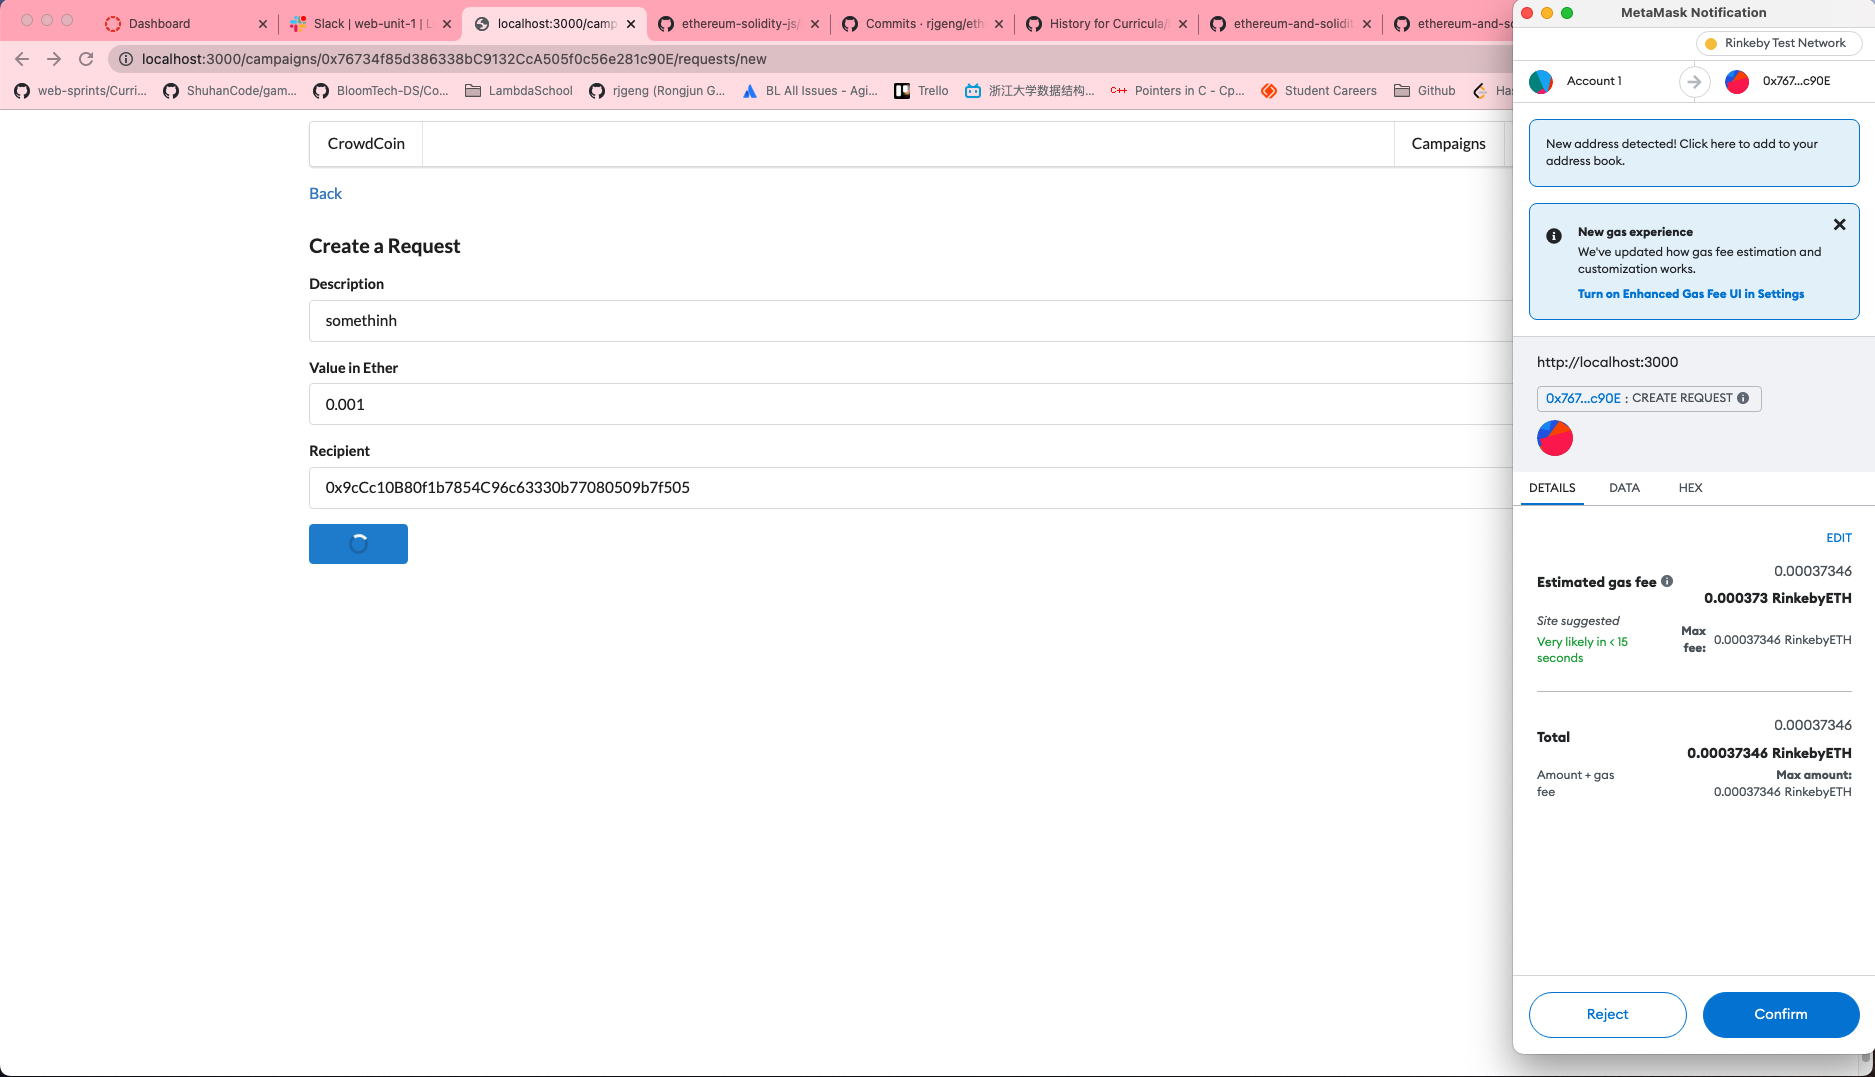 Dashboard
Slack | web-unit-1 | L
localhost:3000/camp
ethereum-solidity-js/
Commits · rjgeng/eth
History for Curricula/
ethereum-and-solidit
ethereum-and-so
localhost:3000/campaigns/0x76734f85d386338bC9132CcA505f0c56e281c90E/requests/new
web-sprints/Curri...
ShuhanCode/gam...
BloomTech-DS/Co...
LambdaSchool
rjgeng (Rongjun G...
BL All Issues - Agi...
Trello
浙江大学数据结构...
C++ Pointers in C - Cp...
Student Careers
Github
Has
CrowdCoin
Campaigns
Back
Create a Request
Description
somethinh
Value in Ether
0.001
Recipient
0x9cCc10B80f1b7854C96c63330b77080509b7f505
MetaMask Notification
Rinkeby Test Network
Account 1
0x767...c90E
New address detected! Click here to add to your
address book.
New gas experience
We've updated how gas fee estimation and
customization works.
Turn on Enhanced Gas Fee UI in Settings
http://localhost:3000
0x767...c90E : CREATE REQUEST
DETAILS
DATA
HEX
EDIT
0.00037346
Estimated gas fee
0.000373 RinkebyETH
Site suggested
Very likely in < 15
seconds
Max
fee:
0.00037346 RinkebyETH
0.00037346
Total
0.00037346 RinkebyETH
Amount + gas
fee
Max amount:
0.00037346 RinkebyETH
Reject
Confirm